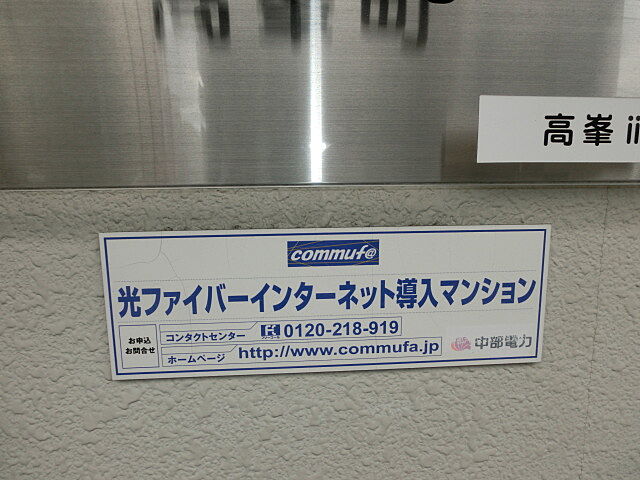 高峯 ii
commuf@
光ファイバーインターネット導入マンション
お申込 お問合せ
コンタクトセンター 0120-218-919
ホームページ http://www.commufa.jp
中部電力